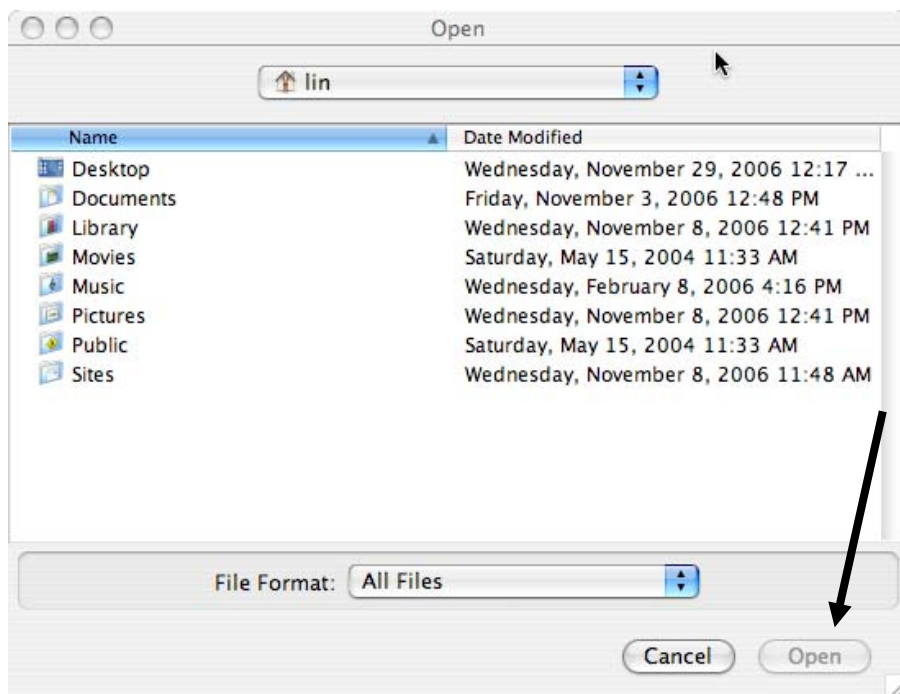 Open
lin
Name Date Modified
Desktop Wednesday, November 29, 2006 12:17 ...
Documents Friday, November 3, 2006 12:48 PM
Library Wednesday, November 8, 2006 12:41 PM
Movies Saturday, May 15, 2004 11:33 AM
Music Wednesday, February 8, 2006 4:16 PM
Pictures Wednesday, November 8, 2006 12:41 PM
Public Saturday, May 15, 2004 11:33 AM
Sites Wednesday, November 8, 2006 11:48 AM
File Format: All Files
Cancel Open